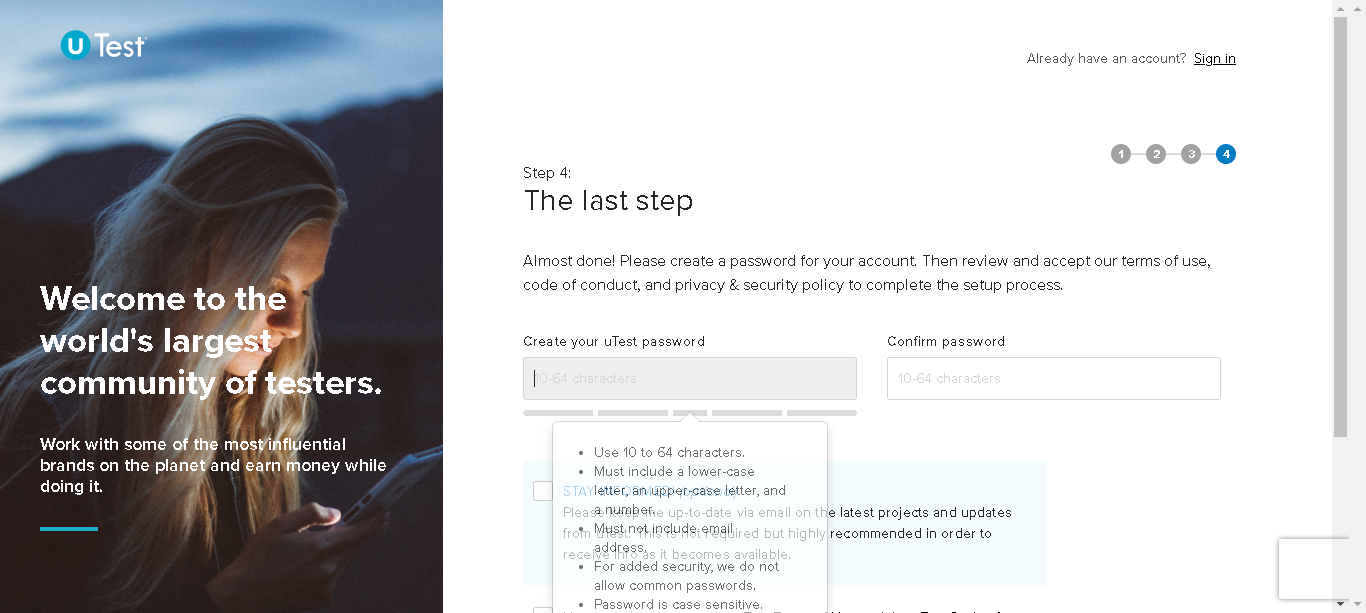 u Test
Already have an account? Sign in
1 2 3 4
Step 4:
The last step
Almost done! Please create a password for your account. Then review and accept our terms of use,
code of conduct, and privacy & security policy to complete the setup process.
Welcome to the
world's largest
community of testers.
Work with some of the most influential
brands on the planet and earn money while
doing it.
Create your uTest password
10-64 characters
Confirm password
10-64 characters
Use 10 to 64 characters.
Must include a lower-case
letter, an upper-case letter, and
a number.
Must not include email
address.
For added security, we do not
allow common passwords.
Password is case sensitive.
Please keep me up-to-date via email on the latest projects and updates
from uTest. This is not required but highly recommended in order to
receive info as it becomes available.